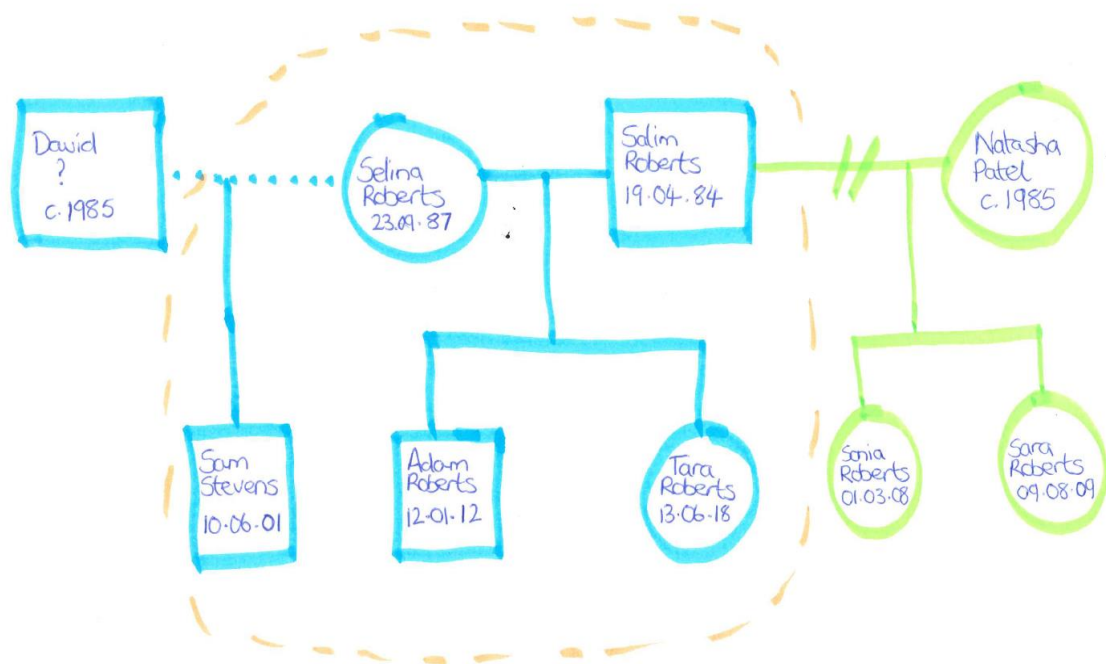 David
?
c.1985
Selina
Roberts
23.09.87
Salim
Roberts
19.04.84
Natasha
Patel
c.1985
Sam
Stevens
10.06.01
Adam
Roberts
12.01.12
Tara
Roberts
13.06.18
Sonia
Roberts
01.03.08
Sara
Roberts
09.08.09